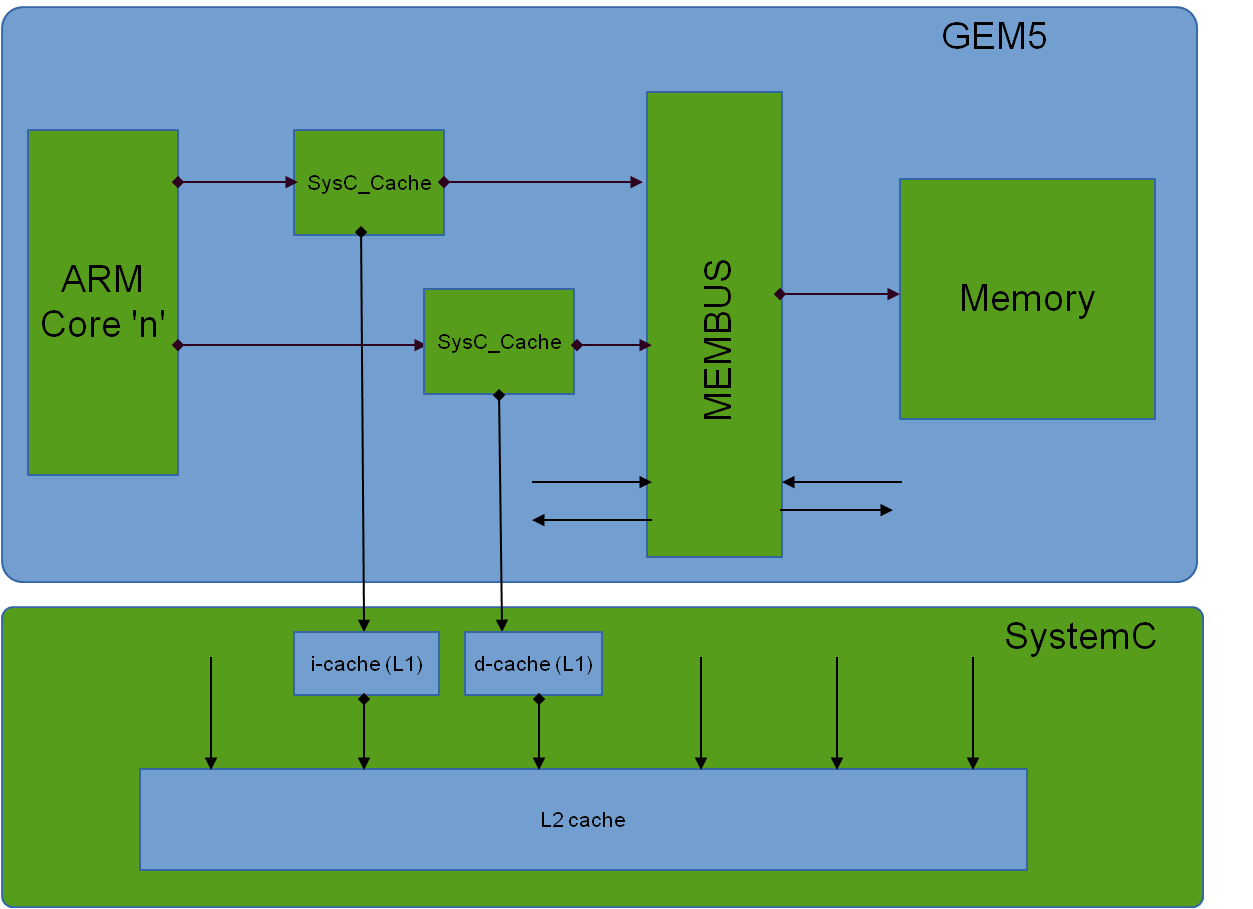 GEM5
SysC_Cache
ARM
Core 'n'
SysC_Cache
MEMBUS
Memory
SystemC
i-cache (L1)
d-cache (L1)
L2 cache